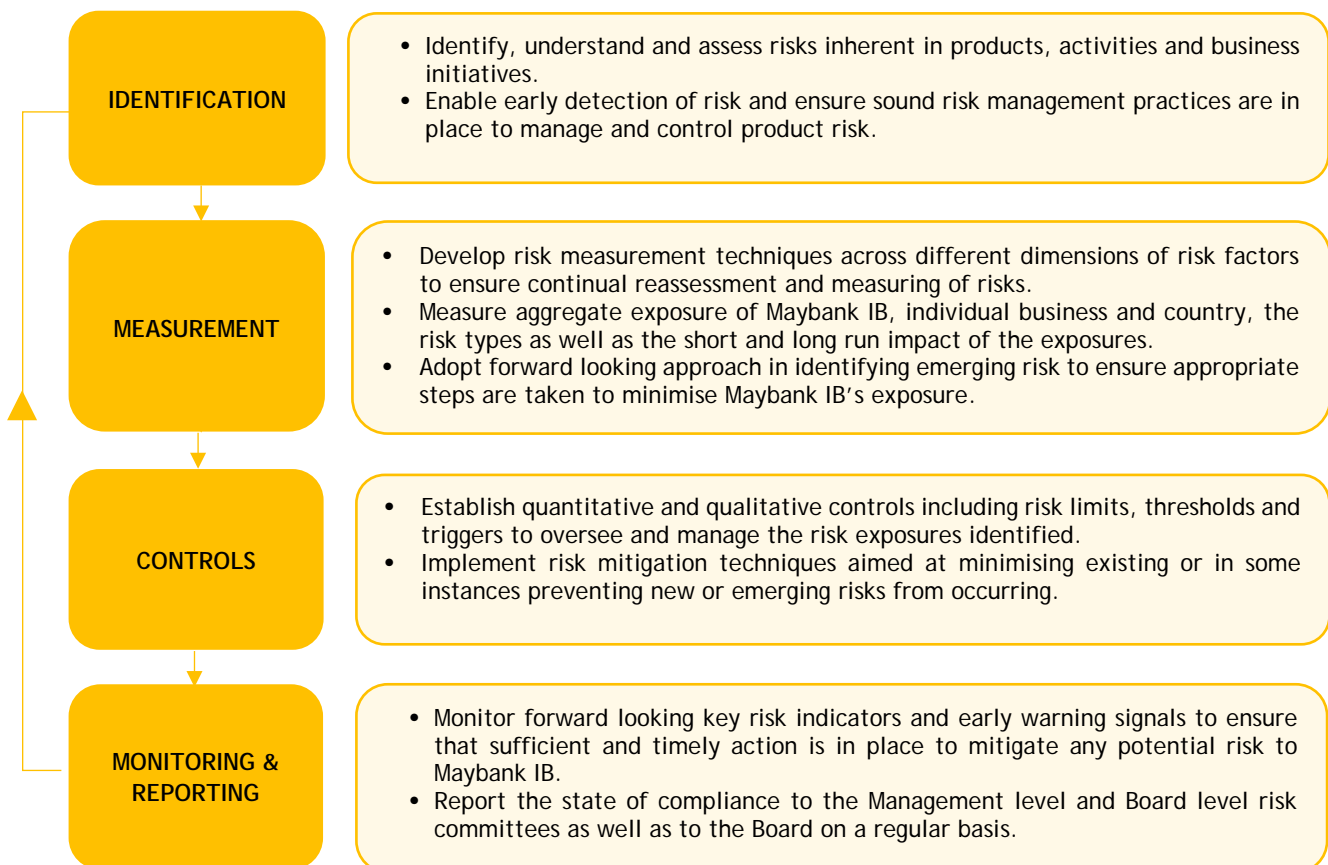 IDENTIFICATION
• Identify, understand and assess risks inherent in products, activities and business
initiatives.
• Enable early detection of risk and ensure sound risk management practices are in
place to manage and control product risk.
MEASUREMENT
• Develop risk measurement techniques across different dimensions of risk factors
to ensure continual reassessment and measuring of risks.
• Measure aggregate exposure of Maybank IB, individual business and country, the
risk types as well as the short and long run impact of the exposures.
• Adopt forward looking approach in identifying emerging risk to ensure appropriate
steps are taken to minimise Maybank IB's exposure.
CONTROLS
• Establish quantitative and qualitative controls including risk limits, thresholds and
triggers to oversee and manage the risk exposures identified.
• Implement risk mitigation techniques aimed at minimising existing or in some
instances preventing new or emerging risks from occurring.
MONITORING &
REPORTING
• Monitor forward looking key risk indicators and early warning signals to ensure
that sufficient and timely action is in place to mitigate any potential risk to
Maybank IB.
• Report the state of compliance to the Management level and Board level risk
committees as well as to the Board on a regular basis.